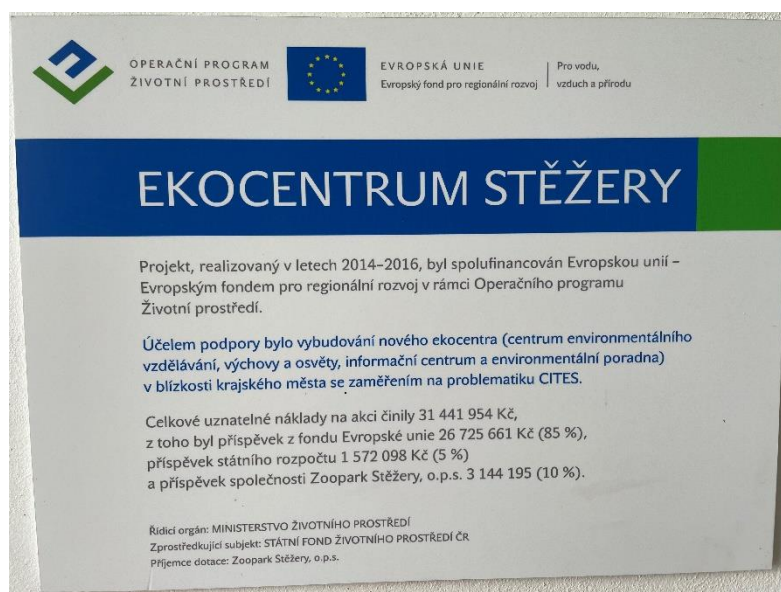 OPERAČNÍ PROGRAM
ŽIVOTNÍ PROSTŘEDÍ
EVROPSKÁ UNIE
Evropský fond pro regionální rozvoj
Pro vodu,
vzduch a přírodu
EKOCENTRUM STĚŽERY
Projekt, realizovaný v letech 2014–2016, byl spolufinancován Evropskou unií –
Evropským fondem pro regionální rozvoj v rámci Operačního programu
Životní prostředí.
Účelem podpory bylo vybudování nového ekocentra (centrum environmentálního
vzdělávání, výchovy a osvěty, informační centrum a environmentální poradna)
v blízkosti krajského města se zaměřením na problematiku CITES.
Celkové uznatelné náklady na akci činily 31 441 954 Kč,
z toho byl příspěvek z fondu Evropské unie 26 725 661 Kč (85 %),
příspěvek státního rozpočtu 1 572 098 Kč (5 %)
a příspěvek společnosti Zoopark Stěžery, o.p.s. 3 144 195 (10 %).
Řídicí orgán: MINISTERSTVO ŽIVOTNÍHO PROSTŘEDÍ
Zprostředkující subjekt: STÁTNÍ FOND ŽIVOTNÍHO PROSTŘEDÍ ČR
Příjemce dotace: Zoopark Stěžery, o.p.s.